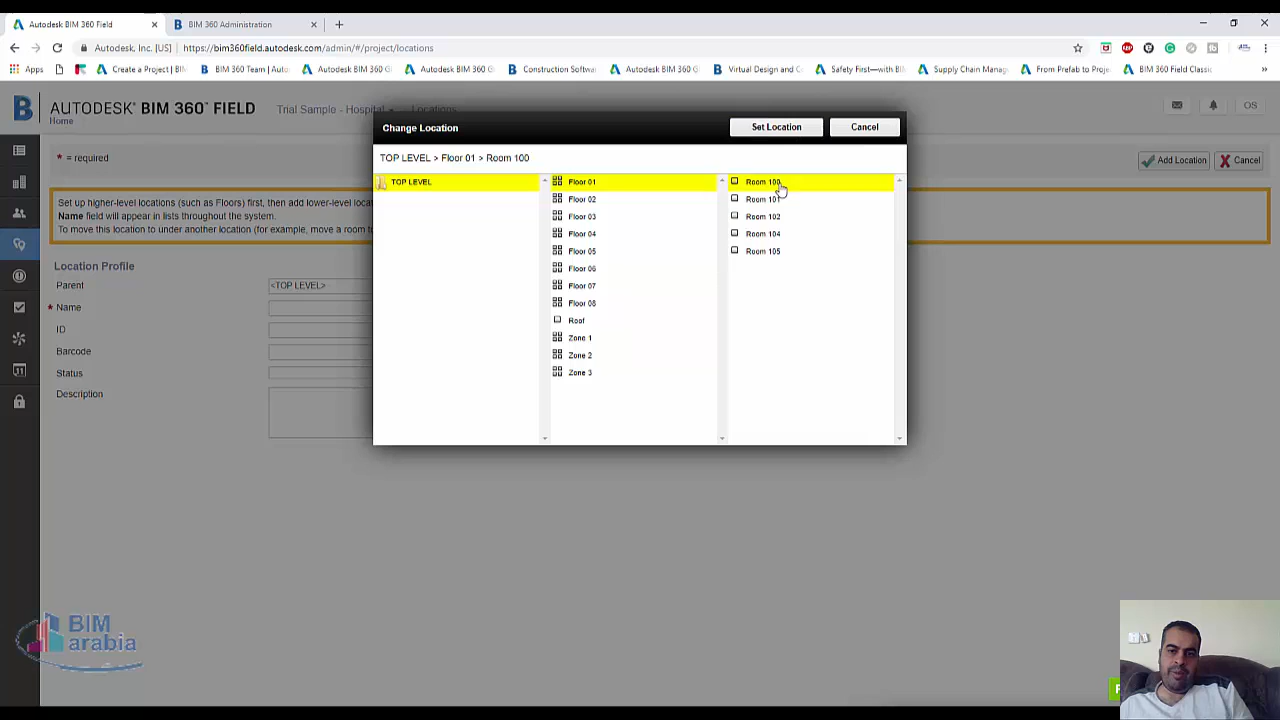 Autodesk BIM 360 Field
BIM 360 Administration
Autodesk, Inc. [US] https://bim360field.autodesk.com/admin/#/project/locations
Apps Create a Project | BIM BIM 360 Team | Auto Autodesk BIM 360 G Autodesk BIM 360 G Construction Softwa Autodesk BIM 360 G Virtual Design and C Safety First—with BI Supply Chain Manag From Prefab to Proje BIM 360 Field Classic
AUTODESK® BIM 360™ FIELD Trial Sample - Hospital Locations OS
Home
* = required
Add Location Cancel
Set up higher-level locations (such as Floors) first, then add lower-level loca
Name field will appear in lists throughout the system.
To move this location to under another location (for example, move a room t
Location Profile
Parent <TOP LEVEL>
* Name
ID
Barcode
Status
Description
Change Location Set Location Cancel
TOP LEVEL > Floor 01 > Room 100
TOP LEVEL
Floor 01
Floor 02
Floor 03
Floor 04
Floor 05
Floor 06
Floor 07
Floor 08
Roof
Zone 1
Zone 2
Zone 3
Room 100
Room 101
Room 102
Room 104
Room 105
BIM
arabia